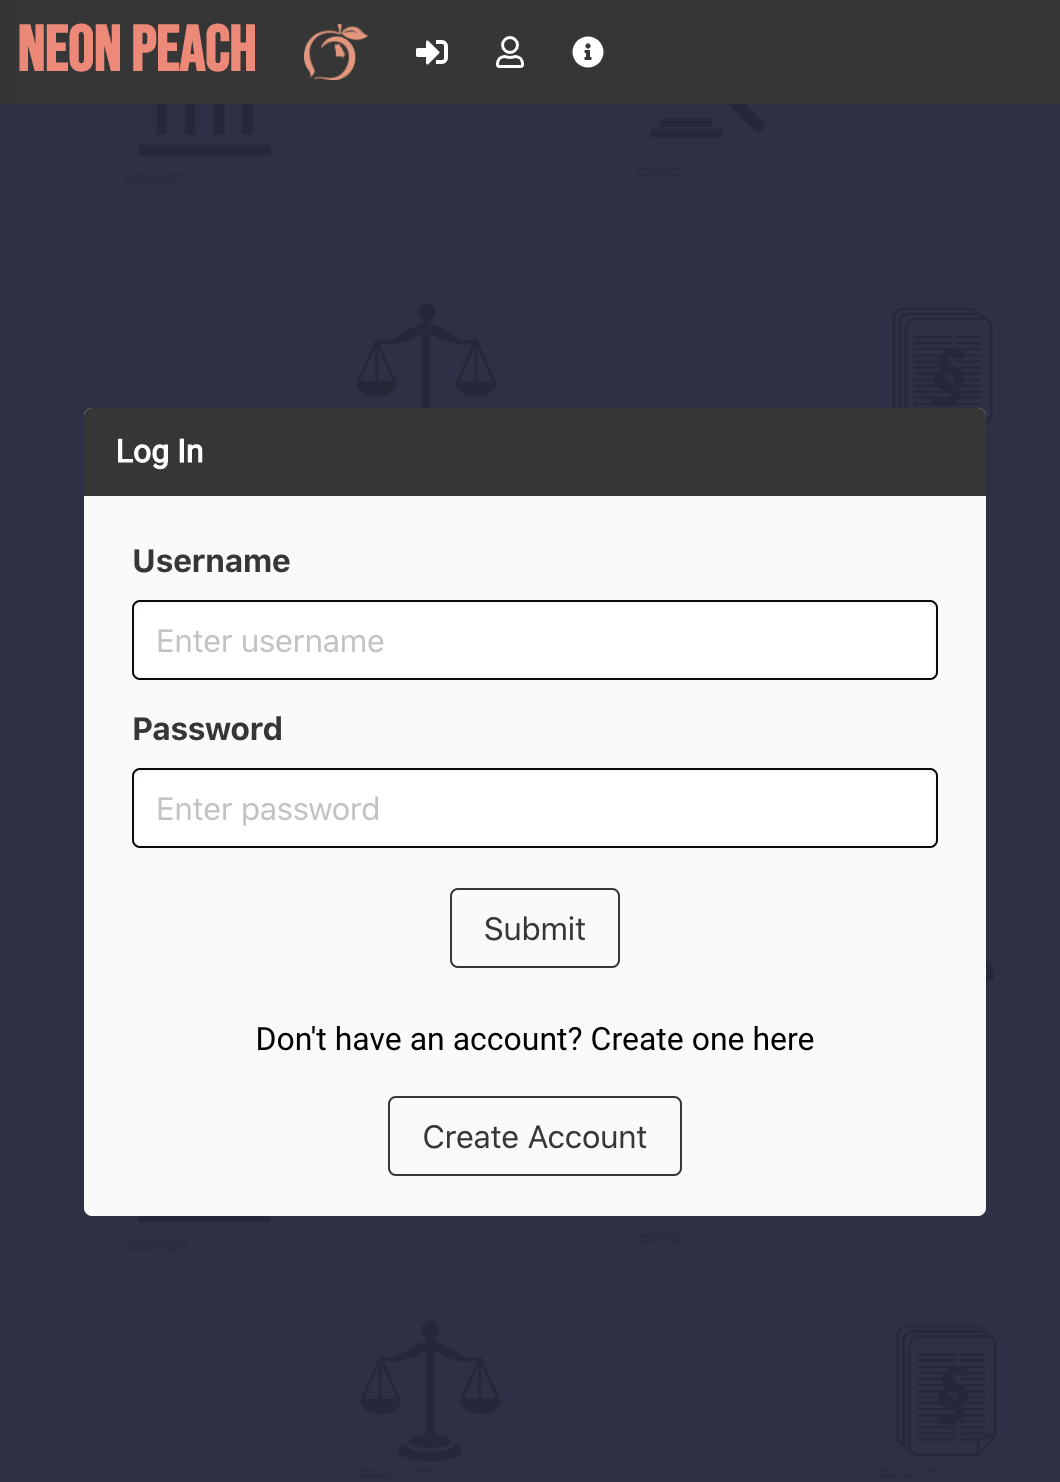 NEON PEACH
Log In
Username
Enter username
Password
Enter password
Submit
Don't have an account? Create one here
Create Account